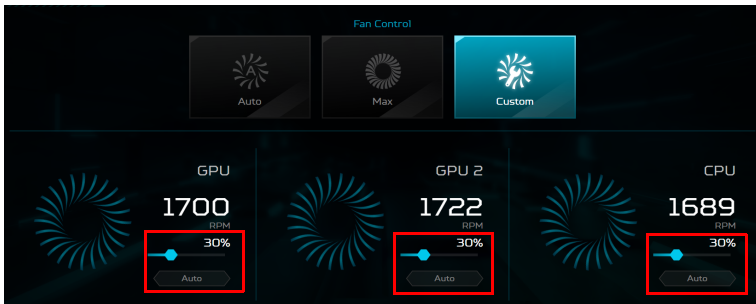 Fan Control
Auto
Max
Custom
GPU
1700
RPM
30%
Auto
GPU 2
1722
RPM
30%
Auto
CPU
1689
RPM
30%
Auto